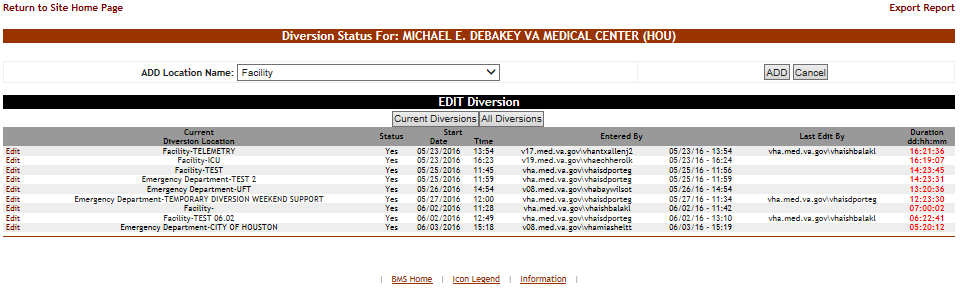 Return to Site Home Page Export Report
Diversion Status For: MICHAEL E. DEBAKEY VA MEDICAL CENTER (HOU)
ADD Location Name: Facility ADD Cancel
EDIT Diversion
Current Diversions All Diversions
Current Diversion Location Status Start Date Time Entered By Last Edit By Duration dd:hh:mm
Edit Facility-TELEMETRY Yes 05/23/2016 13:54 v17.med.va.gov\vhantxallenj2 05/23/16 - 13:54 vha.med.va.gov\vhaishbalakl 16:21:36
Edit Facility-ICU Yes 05/23/2016 16:23 v19.med.va.gov\vhaechherolk 05/23/16 - 16:24 16:19:07
Edit Facility-TEST Yes 05/25/2016 11:45 vha.med.va.gov\vhaisdporteg 05/25/16 - 11:56 14:23:45
Edit Emergency Department-TEST 2 Yes 05/25/2016 11:59 vha.med.va.gov\vhaisdporteg 05/25/16 - 11:59 14:23:31
Edit Emergency Department-UFT Yes 05/26/2016 14:54 v08.med.va.gov\vhabaywilsot 05/26/16 - 14:54 13:20:36
Edit Emergency Department-TEMPORARY DIVERSION WEEKEND SUPPORT Yes 05/27/2016 12:00 vha.med.va.gov\vhaisdporteg 05/27/16 - 11:34 vha.med.va.gov\vhaisdporteg 12:23:30
Edit Facility- Yes 06/02/2016 11:28 vha.med.va.gov\vhaishbalakl 06/02/16 - 11:42 07:00:02
Edit Facility-TEST 06.02 Yes 06/02/2016 12:49 vha.med.va.gov\vhaisdporteg 06/02/16 - 13:10 vha.med.va.gov\vhaishbalakl 06:22:41
Edit Emergency Department-CITY OF HOUSTON Yes 06/03/2016 15:18 v08.med.va.gov\vhamiasheltt 06/03/16 - 15:19 05:20:12
| BMS Home | Icon Legend | Information |